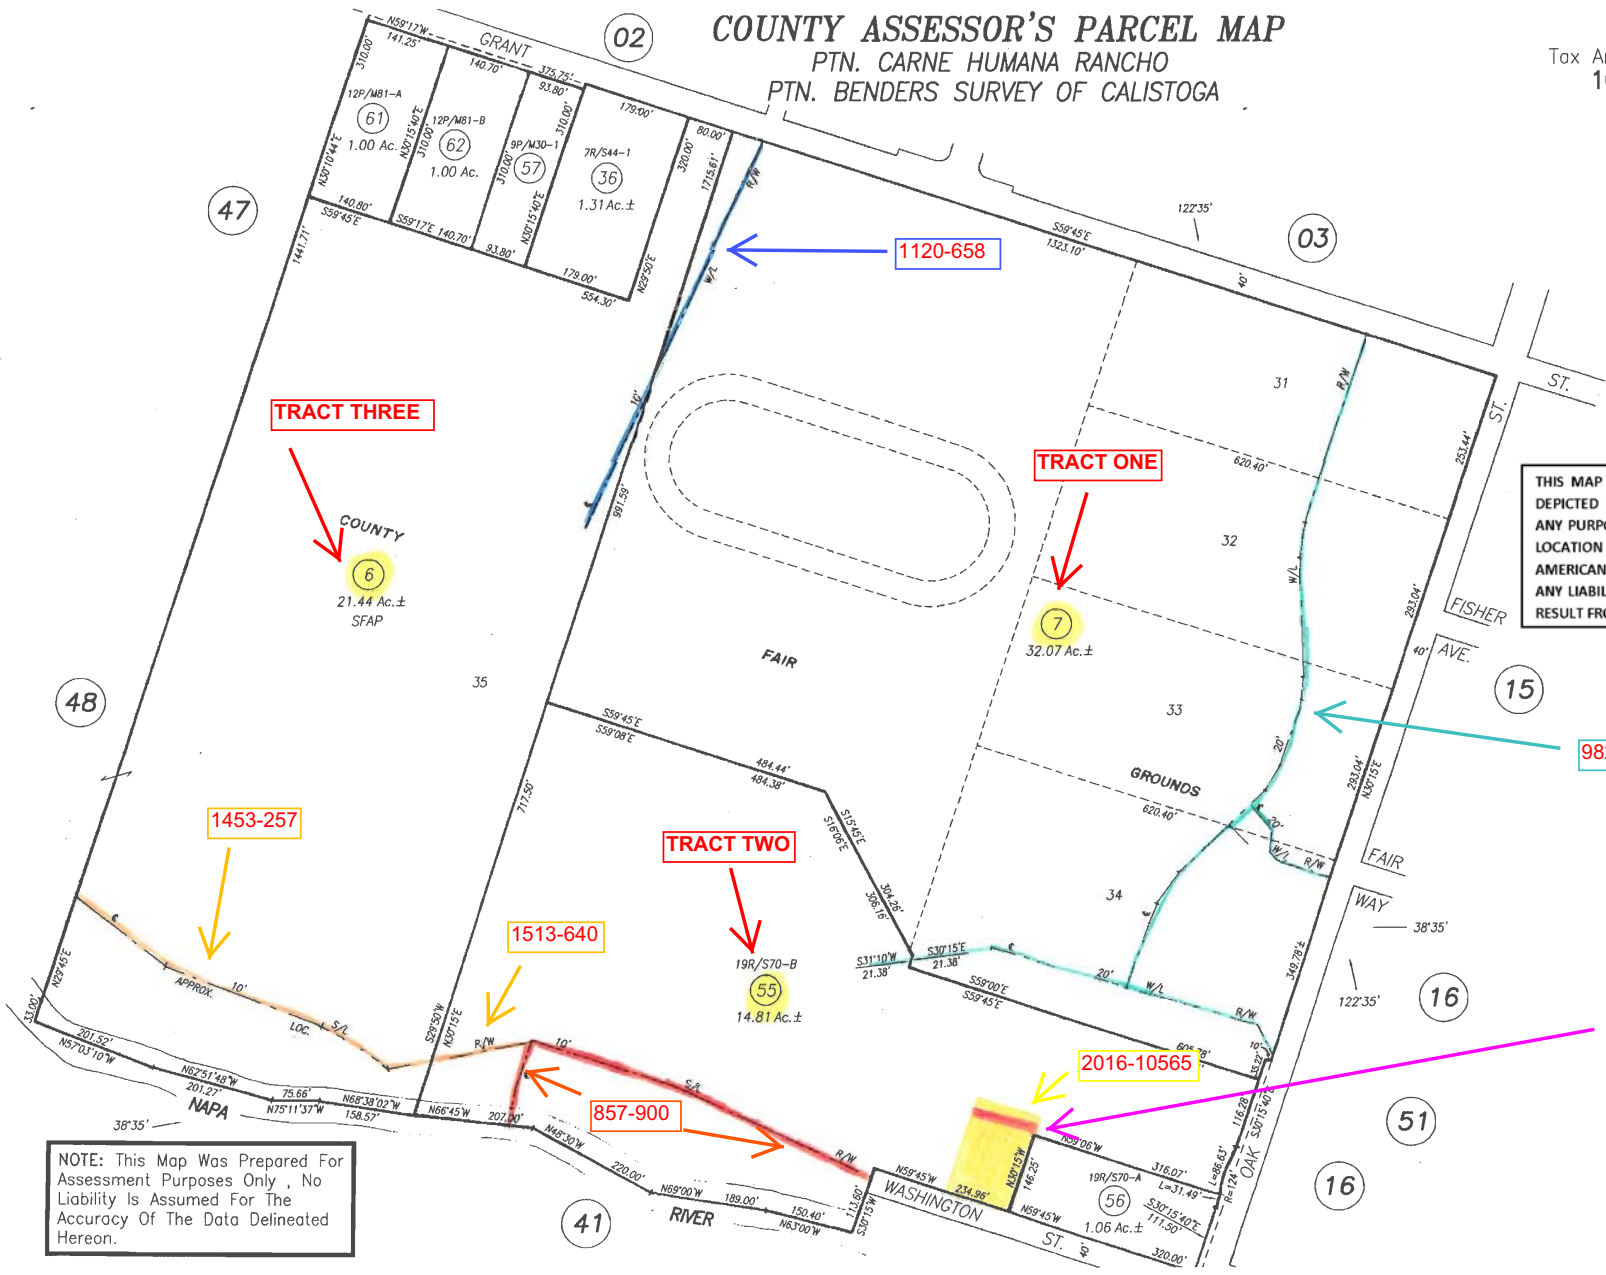 COUNTY ASSESSOR'S PARCEL MAP
PTN. CARNE HUMANA RANCHO
PTN. BENDERS SURVEY OF CALISTOGA
Tax
1
02
GRANT
N59°17'W
141.25'
140.70'
375.75'
93.80'
179.00'
80.00'
310.00'
12P/M81-A
61
1.00 Ac.
N30°10'44"E
N30°15'40"E
310.00'
12P/M81-B
62
1.00 Ac.
310.00'
9P/M30-1
57
310.00'
N30°15'40"E
7R/S44-1
36
1.31 Ac.±
320.00'
1715.61'
R/W
47
140.80'
S59°45'E
S59°17'E 140.70'
93.80'
179.00'
554.30'
N29°50'E
W/L
1120-658
S59°45'E
1323.10'
122°35'
03
40'
1441.71'
10'
31
R/W
ST.
ST.
TRACT THREE
TRACT ONE
620.40'
253.44'
COUNTY
991.59'
6
21.44 Ac.±
SFAP
32
W/L
THIS MAP
DEPICTED
ANY PURPO
LOCATION
AMERICAN
ANY LIABIL
RESULT FRO
293.04'
FISHER
AVE.
40'
7
32.07 Ac.±
FAIR
35
48
33
15
S59°45'E
S59°08'E
20'
484.44'
484.38'
GROUNDS
620.40'
293.04'
N30°15'E
98
717.50'
1453-257
TRACT TWO
S15°45'E
S16°06'E
20'
W/L
R/W
FAIR
WAY
304.26'
306.16'
34
38°35'
1513-640
19R/S70-B
55
14.81 Ac.±
S31°10'W
21.38'
S30°15'E
21.38'
20'
W/L
R/W
349.78'±
122°35'
16
N29°45'E
APPROX.
10'
LOC.
S/L
S29°50'W
N30°15'E
R/W
10'
S59°00'E
S59°45'E
10'
35.22'
33.00'
201.52'
N57°03'10"W
N62°51'48"W
201.27'
75.66'
N75°11'37"W
N68°38'02"W
158.57'
N66°45'W
207.00'
NAPA
38°35'
857-900
S/L
R/W
2016-10565
116.28'
S30°15'40"E
51
N48°30'W
220.00'
N69°00'W
189.00'
150.40'
N63°00'W
RIVER
41
113.60'
S30°15'W
N59°45'W
234.96'
WASHINGTON
ST.
40'
N30°15'W
146.25'
N59°06'W
316.07'
L=31.49'
L=86.63'
R=124'
OAK
16
19R/S70-A
56
1.06 Ac.±
S30°15'40"E
111.50'
N59°45'W
320.00'
NOTE: This Map Was Prepared For
Assessment Purposes Only , No
Liability Is Assumed For The
Accuracy Of The Data Delineated
Hereon.